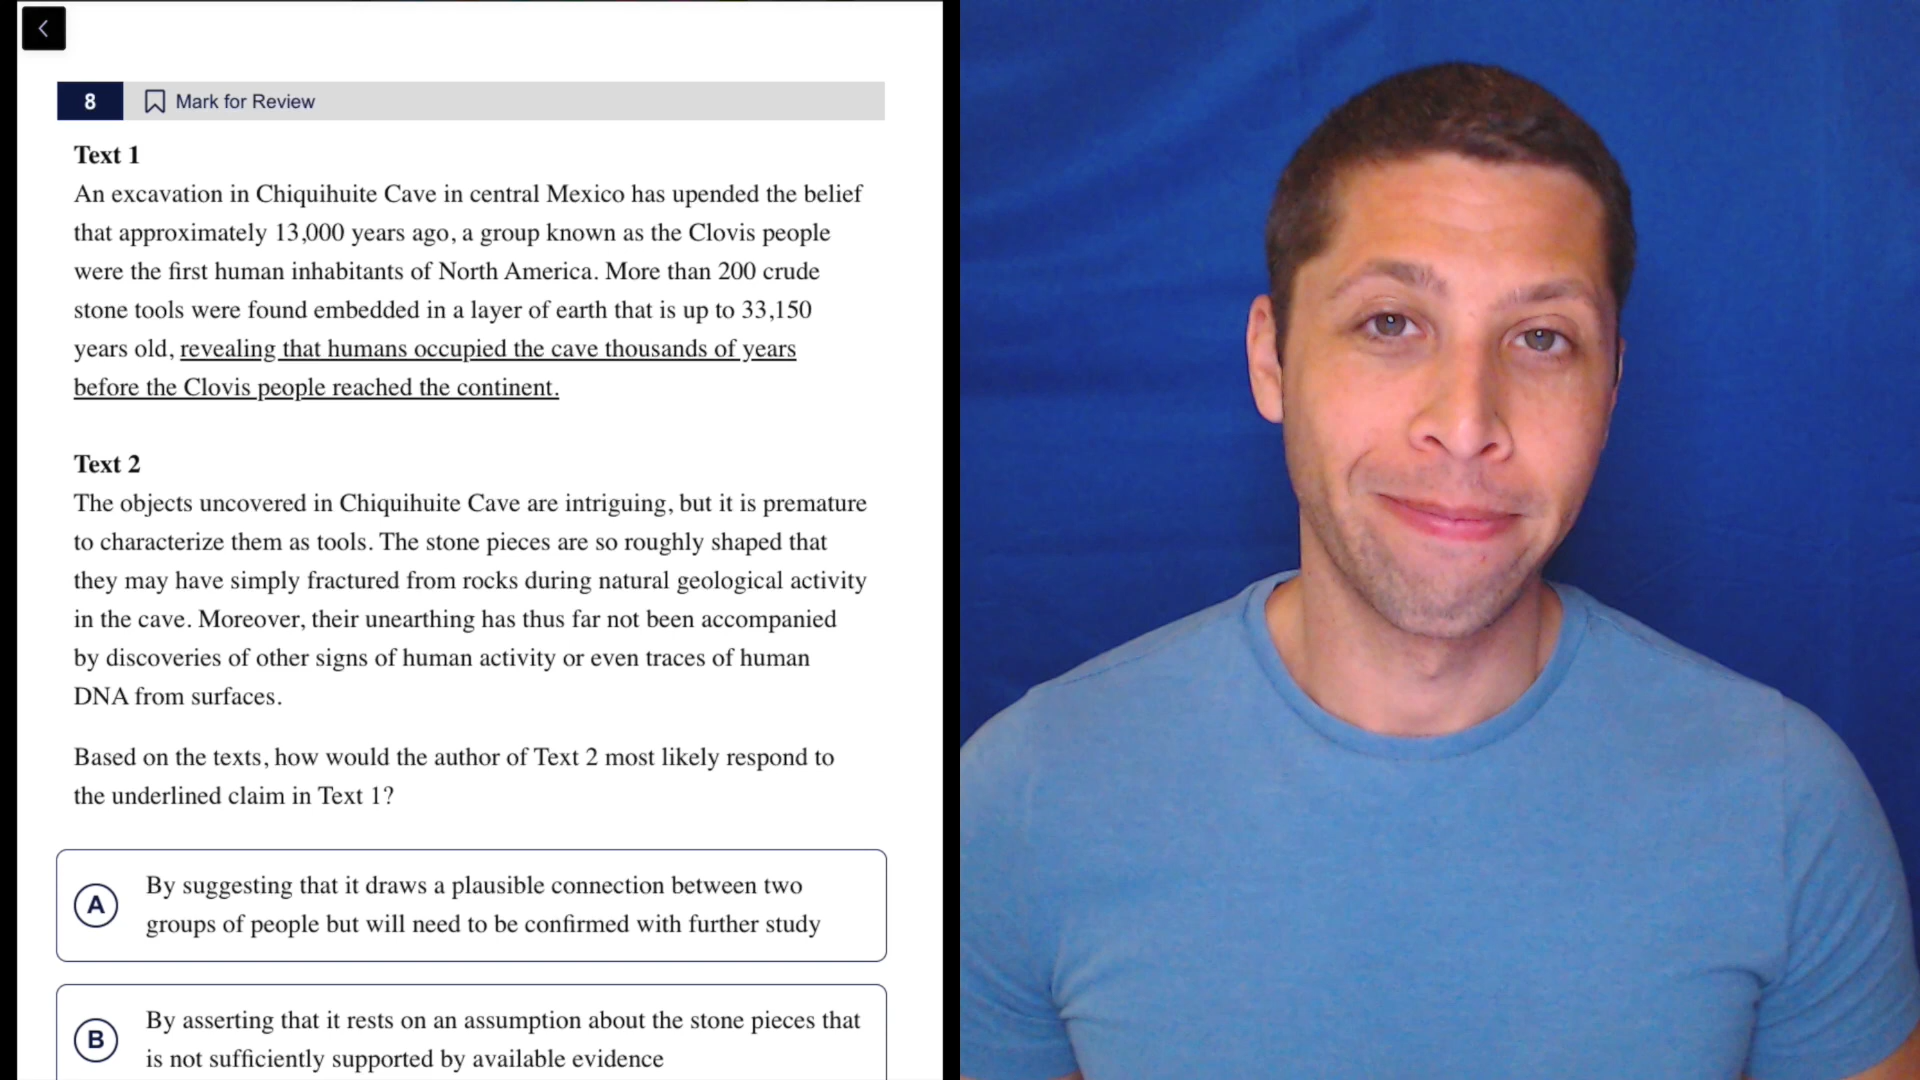 8 Mark for Review
Text 1
An excavation in Chiquihuite Cave in central Mexico has upended the belief
that approximately 13,000 years ago, a group known as the Clovis people
were the first human inhabitants of North America. More than 200 crude
stone tools were found embedded in a layer of earth that is up to 33,150
years old, revealing that humans occupied the cave thousands of years
before the Clovis people reached the continent.
Text 2
The objects uncovered in Chiquihuite Cave are intriguing, but it is premature
to characterize them as tools. The stone pieces are so roughly shaped that
they may have simply fractured from rocks during natural geological activity
in the cave. Moreover, their unearthing has thus far not been accompanied
by discoveries of other signs of human activity or even traces of human
DNA from surfaces.
Based on the texts, how would the author of Text 2 most likely respond to
the underlined claim in Text 1?
A
By suggesting that it draws a plausible connection between two
groups of people but will need to be confirmed with further study
B
By asserting that it rests on an assumption about the stone pieces that
is not sufficiently supported by available evidence